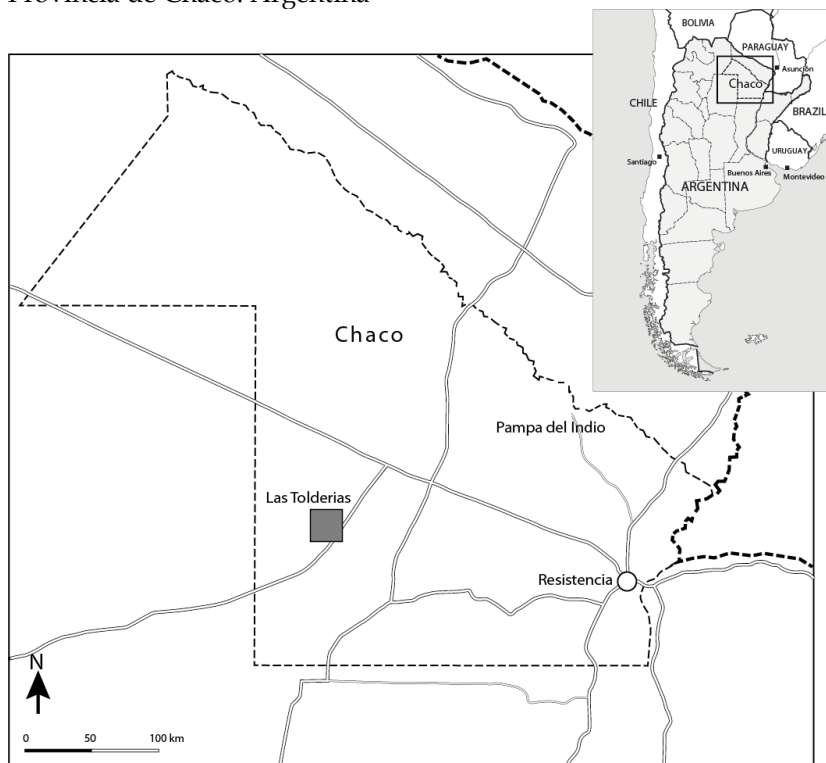 Provincia de Chaco. Argentina
BOLIVIA
PARAGUAY
Asunción
Chaco
CHILE
BRAZIL
URUGUAY
Santiago
Buenos Aires
Montevideo
ARGENTINA
Chaco
Pampa del Indio
Las Tolderias
Resistencia
N
0 50 100 km